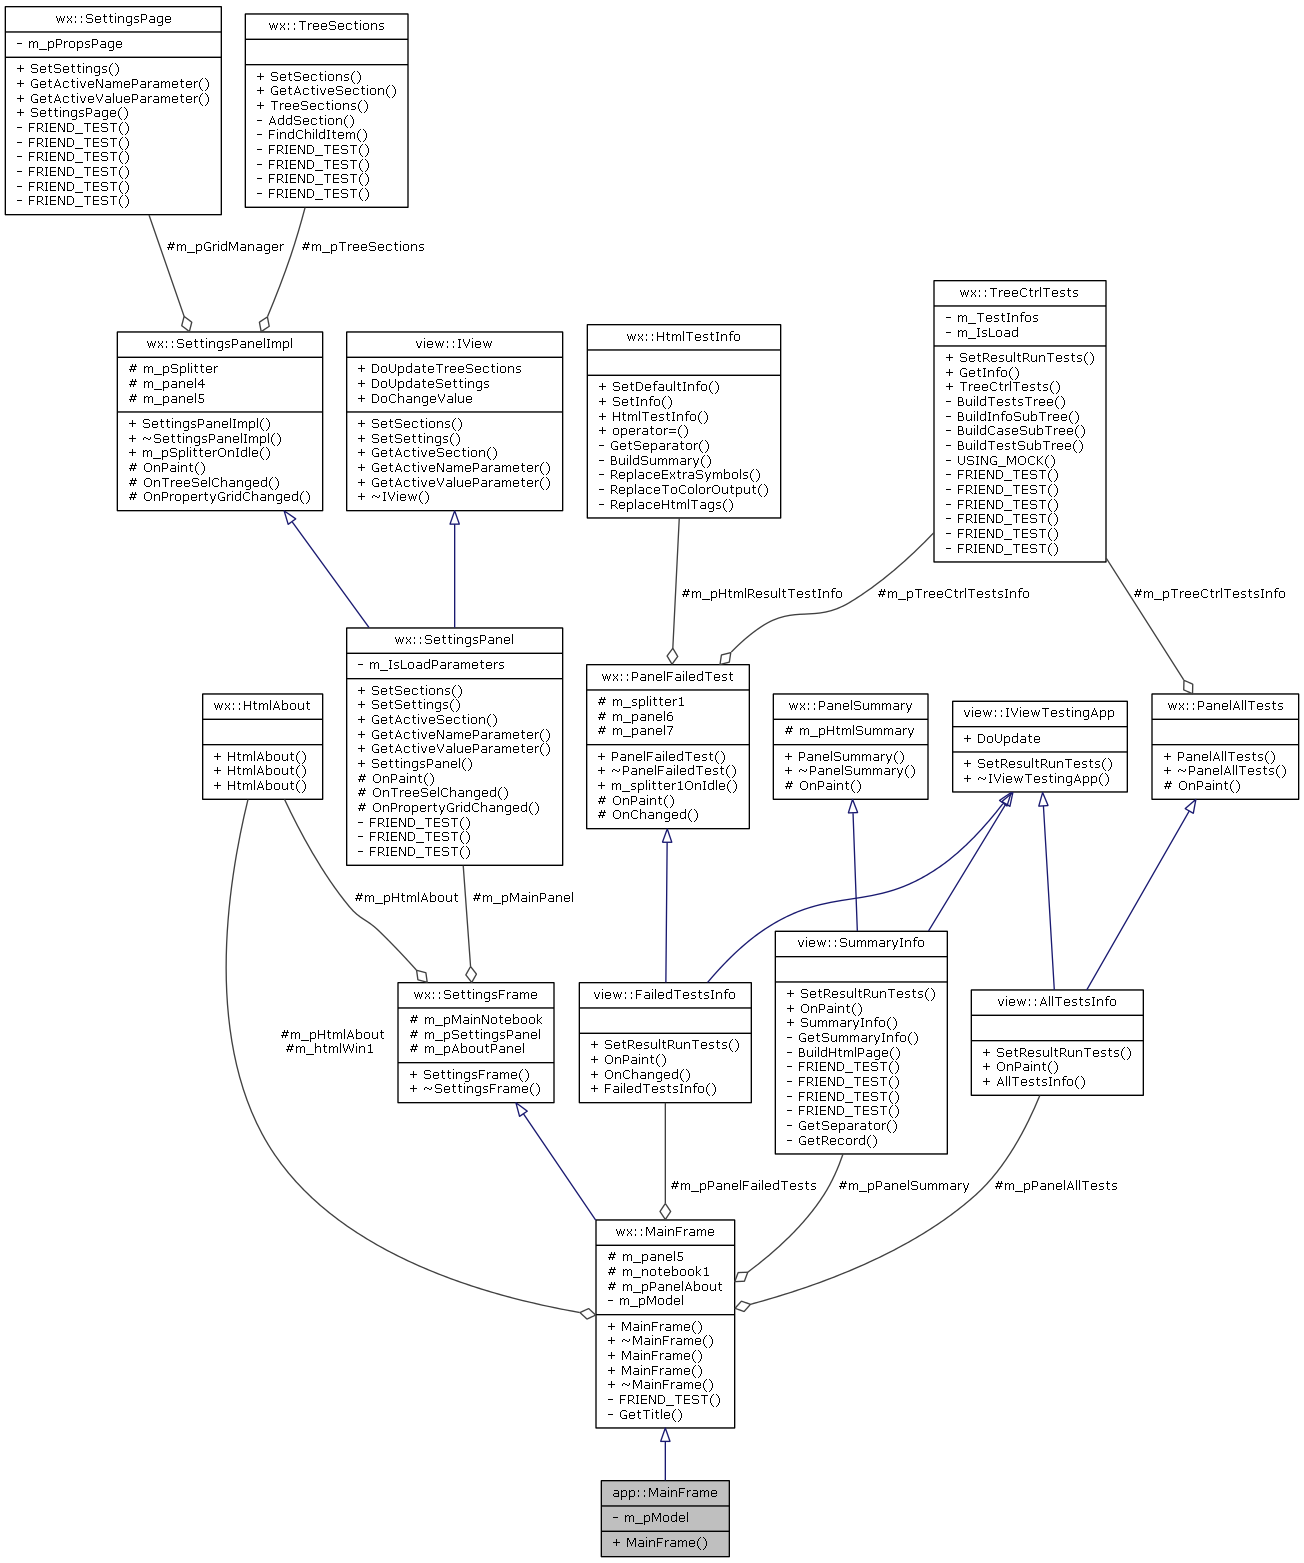 wx::SettingsPage
- m_pPropsPage
+ SetSettings()
+ GetActiveNameParameter()
+ GetActiveValueParameter()
+ SettingsPage()
- FRIEND_TEST()
- FRIEND_TEST()
- FRIEND_TEST()
- FRIEND_TEST()
- FRIEND_TEST()
- FRIEND_TEST()
wx::TreeSections
+ SetSections()
+ GetActiveSection()
+ TreeSections()
- AddSection()
- FindChildItem()
- FRIEND_TEST()
- FRIEND_TEST()
- FRIEND_TEST()
- FRIEND_TEST()
#m_pGridManager
#m_pTreeSections
wx::SettingsPanelImpl
# m_pSplitter
# m_panel4
# m_panel5
+ SettingsPanelImpl()
+ ~SettingsPanelImpl()
+ m_pSplitterOnIdle()
# OnPaint()
# OnTreeSelChanged()
# OnPropertyGridChanged()
view::IView
+ DoUpdateTreeSections
+ DoUpdateSettings
+ DoChangeValue
+ SetSections()
+ SetSettings()
+ GetActiveSection()
+ GetActiveNameParameter()
+ GetActiveValueParameter()
+ ~IView()
wx::HtmlTestInfo
+ SetDefaultInfo()
+ SetInfo()
+ HtmlTestInfo()
+ operator=()
- GetSeparator()
- BuildSummary()
- ReplaceExtraSymbols()
- ReplaceToColorOutput()
- ReplaceHtmlTags()
wx::TreeCtrlTests
- m_TestInfos
- m_IsLoad
+ SetResultRunTests()
+ GetInfo()
+ TreeCtrlTests()
- BuildTestsTree()
- BuildInfoSubTree()
- BuildCaseSubTree()
- BuildTestSubTree()
- USING_MOCK()
- FRIEND_TEST()
- FRIEND_TEST()
- FRIEND_TEST()
- FRIEND_TEST()
- FRIEND_TEST()
- FRIEND_TEST()
#m_pHtmlResultTestInfo
#m_pTreeCtrlTestsInfo
#m_pTreeCtrlTestsInfo
wx::HtmlAbout
+ HtmlAbout()
+ HtmlAbout()
+ HtmlAbout()
wx::SettingsPanel
- m_IsLoadParameters
+ SetSections()
+ SetSettings()
+ GetActiveSection()
+ GetActiveNameParameter()
+ GetActiveValueParameter()
+ SettingsPanel()
# OnPaint()
# OnTreeSelChanged()
# OnPropertyGridChanged()
- FRIEND_TEST()
- FRIEND_TEST()
- FRIEND_TEST()
wx::PanelFailedTest
# m_splitter1
# m_panel6
# m_panel7
+ PanelFailedTest()
+ ~PanelFailedTest()
+ m_splitter1OnIdle()
# OnPaint()
# OnChanged()
wx::PanelSummary
# m_pHtmlSummary
+ PanelSummary()
+ ~PanelSummary()
# OnPaint()
view::IViewTestingApp
+ DoUpdate
+ SetResultRunTests()
+ ~IViewTestingApp()
wx::PanelAllTests
+ PanelAllTests()
+ ~PanelAllTests()
# OnPaint()
#m_pHtmlAbout
#m_pMainPanel
#m_pHtmlAbout
#m_htmlWin1
wx::SettingsFrame
# m_pMainNotebook
# m_pSettingsPanel
# m_pAboutPanel
+ SettingsFrame()
+ ~SettingsFrame()
view::FailedTestsInfo
+ SetResultRunTests()
+ OnPaint()
+ OnChanged()
+ FailedTestsInfo()
view::SummaryInfo
+ SetResultRunTests()
+ OnPaint()
+ SummaryInfo()
- GetSummaryInfo()
- BuildHtmlPage()
- FRIEND_TEST()
- FRIEND_TEST()
- FRIEND_TEST()
- FRIEND_TEST()
- GetSeparator()
- GetRecord()
view::AllTestsInfo
+ SetResultRunTests()
+ OnPaint()
+ AllTestsInfo()
#m_pPanelFailedTests
#m_pPanelSummary
#m_pPanelAllTests
wx::MainFrame
# m_panel5
# m_notebook1
# m_pPanelAbout
- m_pModel
+ MainFrame()
+ ~MainFrame()
+ MainFrame()
+ MainFrame()
+ ~MainFrame()
- FRIEND_TEST()
- GetTitle()
app::MainFrame
- m_pModel
+ MainFrame()